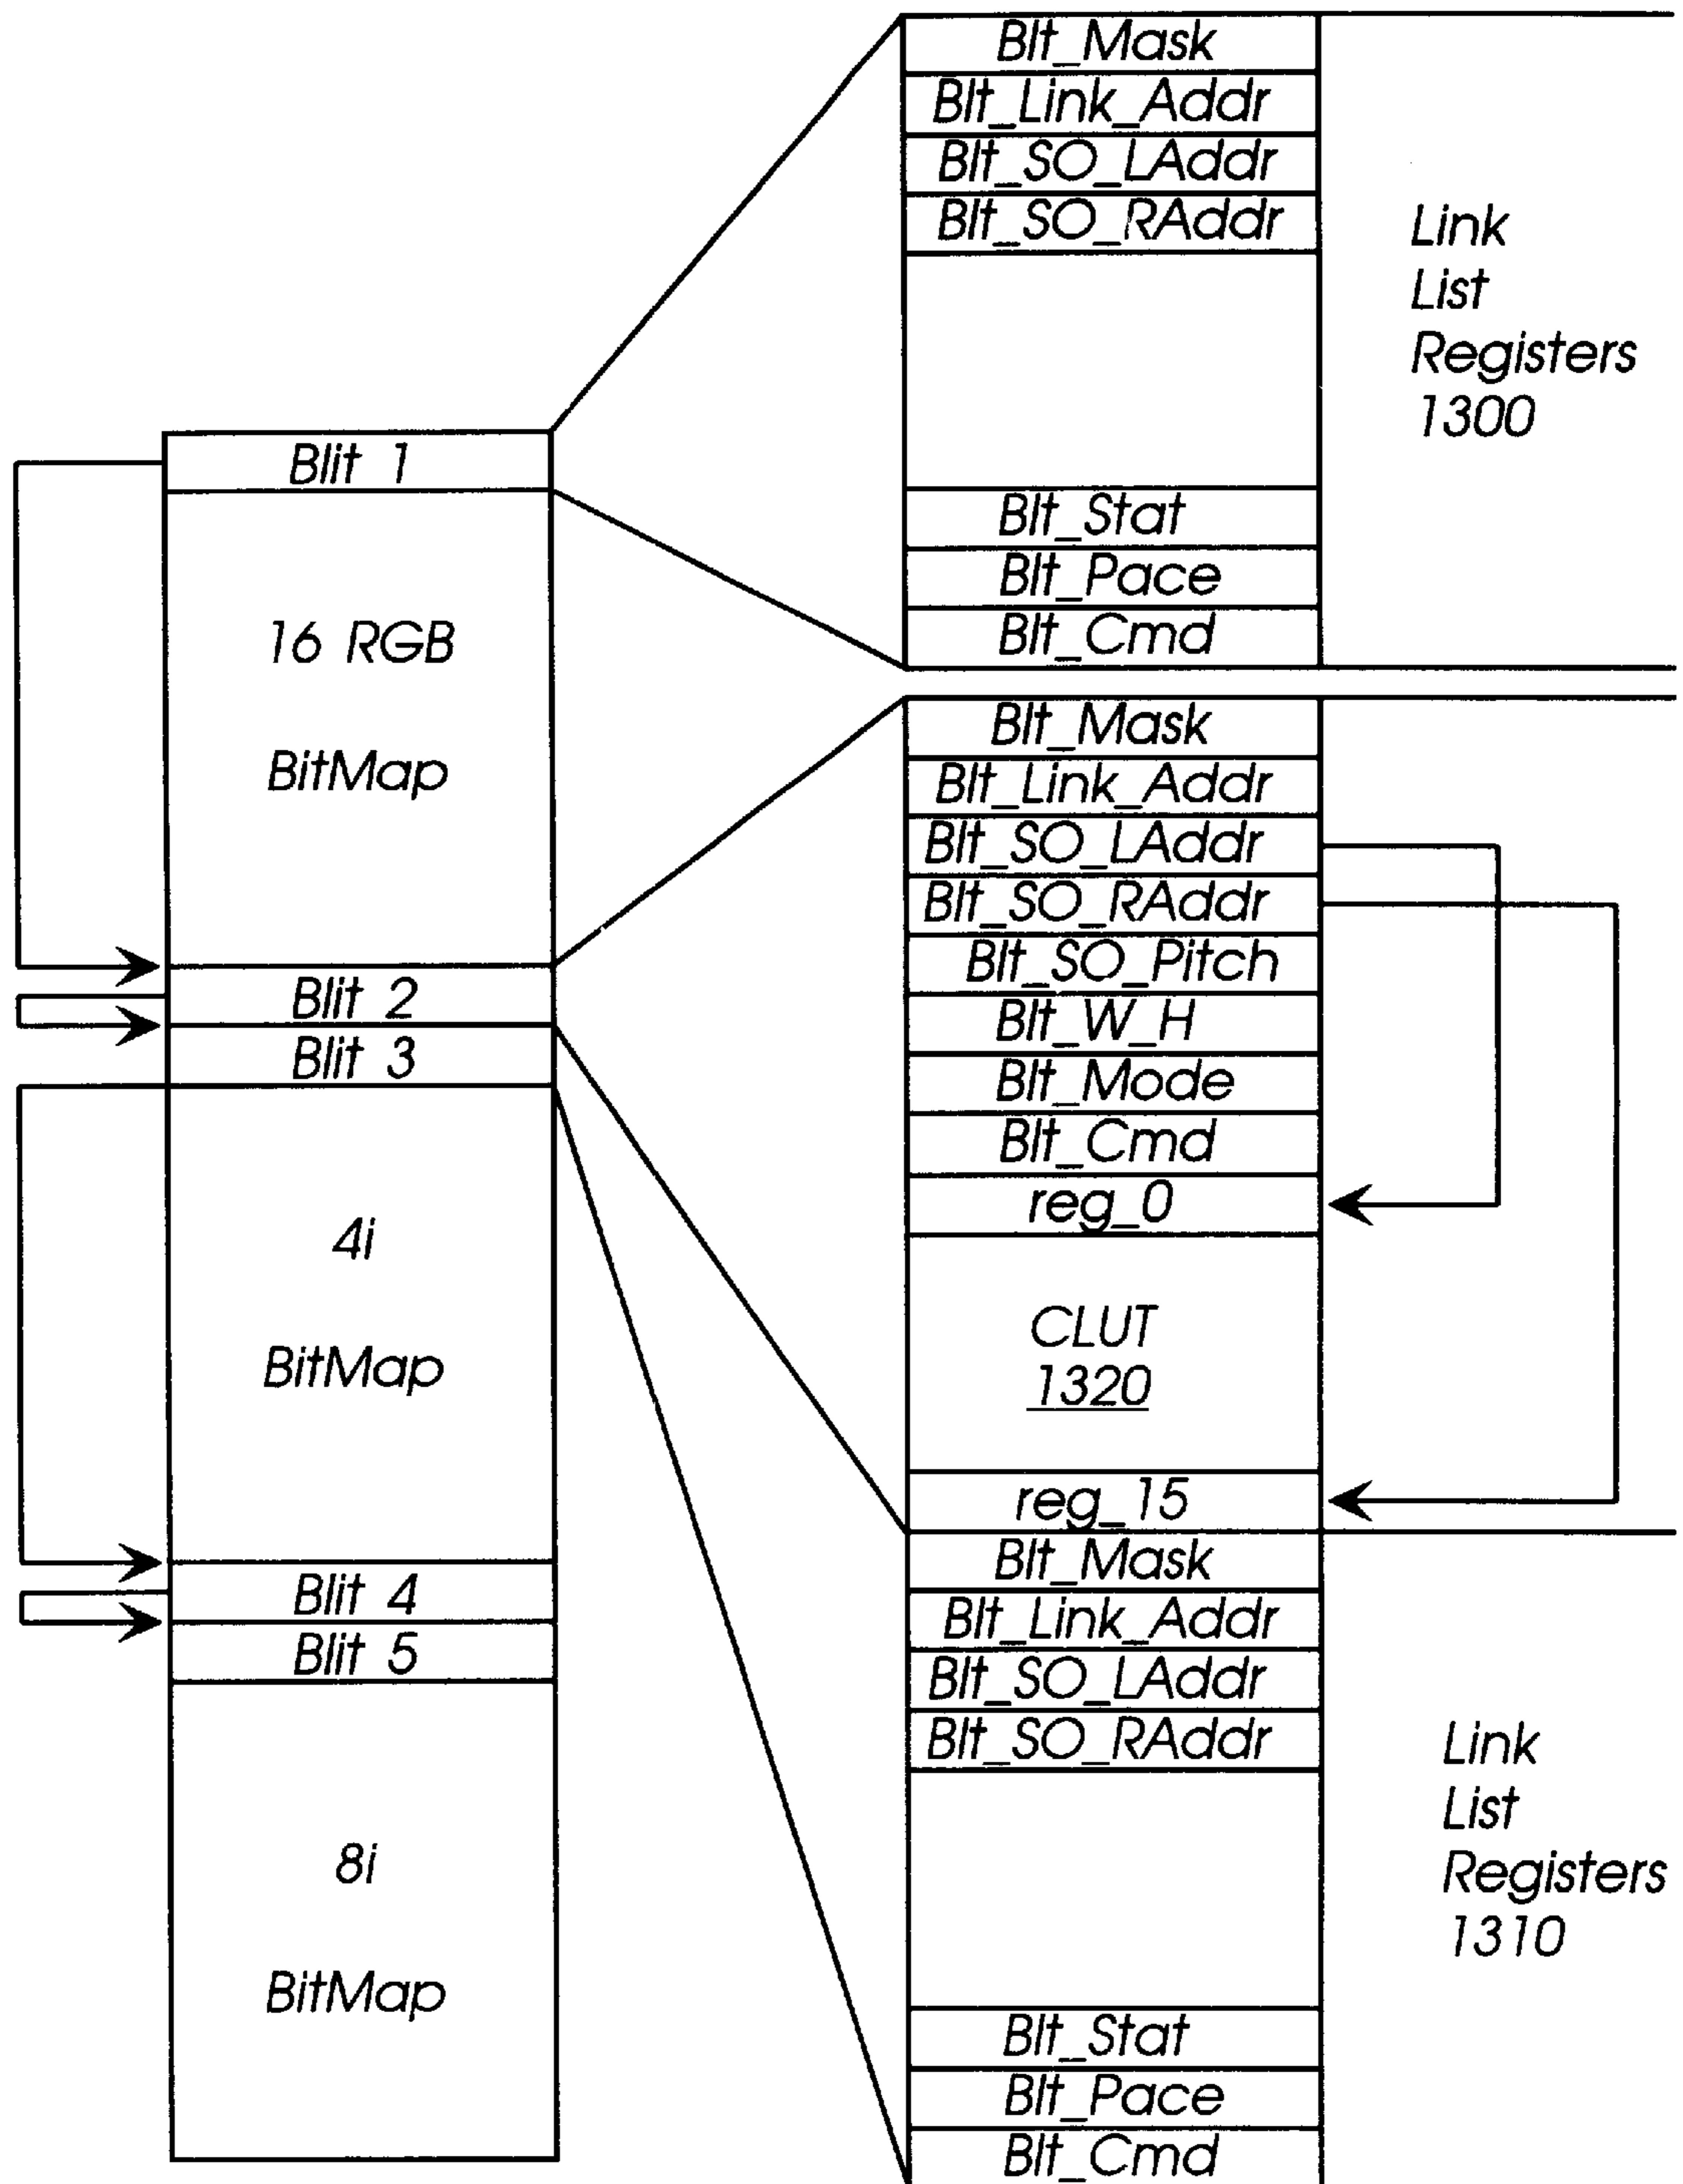 Blit 1
16 RGB
BitMap
Blit 2
Blit 3
4i
BitMap
Blit 4
Blit 5
8i
BitMap
Blt_Mask
Blt_Link_Addr
Blt_SO_LAddr
Blt_SO_RAddr
Blt_Stat
Blt_Pace
Blt_Cmd
Link
List
Registers
1300
Blt_Mask
Blt_Link_Addr
Blt_SO_LAddr
Blt_SO_RAddr
Blt_SO_Pitch
Blt_W_H
Blt_Mode
Blt_Cmd
reg_0
CLUT
1320
reg_15
Blt_Mask
Blt_Link_Addr
Blt_SO_LAddr
Blt_SO_RAddr
Blt_Stat
Blt_Pace
Blt_Cmd
Link
List
Registers
1310